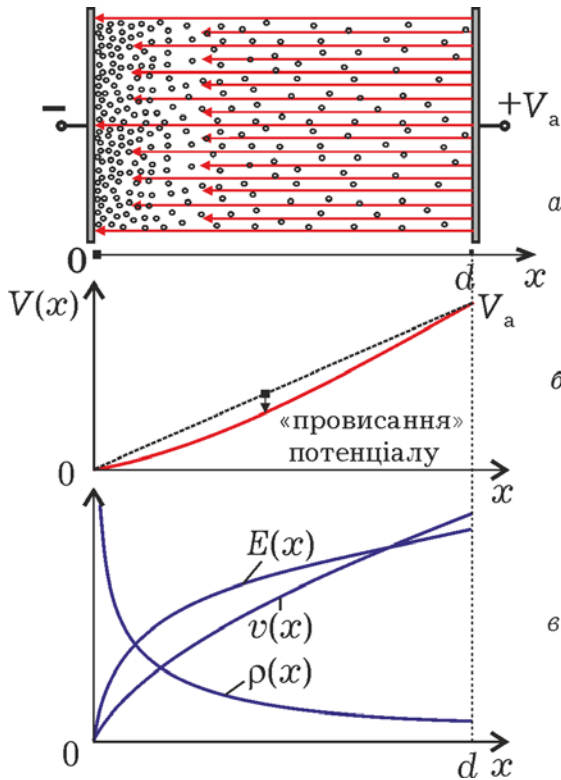 −
+Vₐ
а
0
d
x
V(x)
Vₐ
б
«провисання»
потенціалу
0
x
E(x)
v(x)
ρ(x)
в
0
d
x